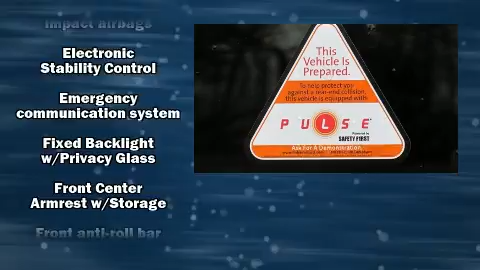 Impact airbags
Electronic
Stability Control
Emergency
communication system
Fixed Backlight
w/Privacy Glass
Front Center
Armrest w/Storage
Front anti-roll bar
This
Vehicle Is
Prepared.
To help protect you
against a rear-end collision,
this vehicle is equipped with
PULSE
Powered by
SAFETY FIRST
Ask For A Demonstration